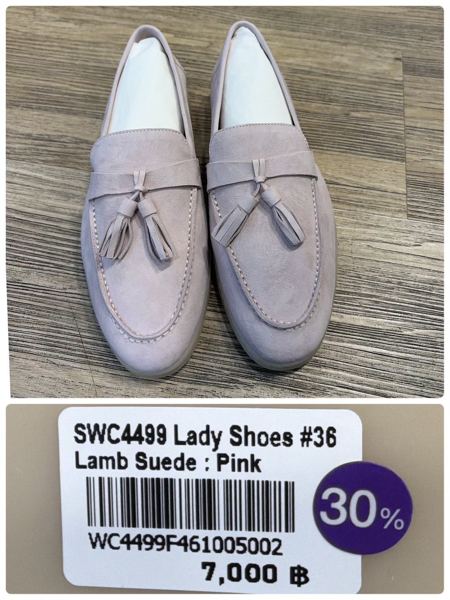 SWC4499 Lady Shoes #36
Lamb Suede : Pink
30%
WC4499F461005002
7,000 ฿